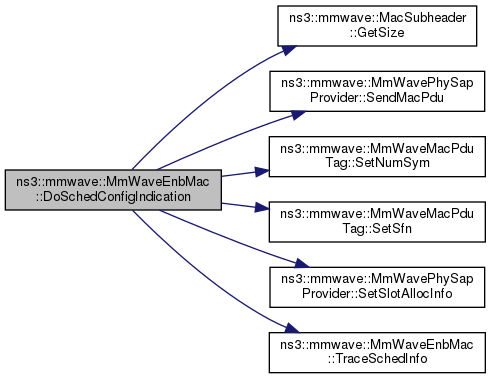 ns3::mmwave::MacSubheader
::GetSize
ns3::mmwave::MmWavePhySap
Provider::SendMacPdu
ns3::mmwave::MmWaveMacPdu
Tag::SetNumSym
ns3::mmwave::MmWaveEnbMac
::DoSchedConfigIndication
ns3::mmwave::MmWaveMacPdu
Tag::SetSfn
ns3::mmwave::MmWavePhySap
Provider::SetSlotAllocInfo
ns3::mmwave::MmWaveEnbMac
::TraceSchedInfo